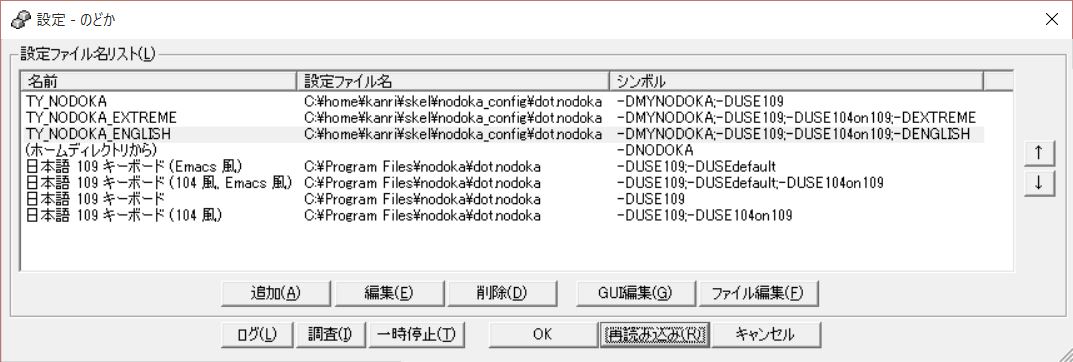 設定 - のどか
設定ファイル名リスト(L)
名前 設定ファイル名 シンボル
TY_NODOKA C:¥home¥kanri¥skel¥nodoka_config¥dot.nodoka -DMYNODOKA;-DUSE109
TY_NODOKA_EXTREME C:¥home¥kanri¥skel¥nodoka_config¥dot.nodoka -DMYNODOKA;-DUSE109;-DUSE104on109;-DEXTREME
TY_NODOKA_ENGLISH C:¥home¥kanri¥skel¥nodoka_config¥dot.nodoka -DMYNODOKA;-DUSE109;-DUSE104on109;-DENGLISH
(ホームディレクトリから) -DNODOKA
日本語 109 キーボード (Emacs 風) C:¥Program Files¥nodoka¥dot.nodoka -DUSE109;-DUSEdefault
日本語 109 キーボード (104 風, Emacs 風) C:¥Program Files¥nodoka¥dot.nodoka -DUSE109;-DUSEdefault;-DUSE104on109
日本語 109 キーボード C:¥Program Files¥nodoka¥dot.nodoka -DUSE109
日本語 109 キーボード (104 風) C:¥Program Files¥nodoka¥dot.nodoka -DUSE109;-DUSE104on109
↑
↓
追加(A) 編集(E) 削除(D) GUI編集(G) ファイル編集(F)
ログ(L) 調査(I) 一時停止(T) OK 再読み込み(R) キャンセル